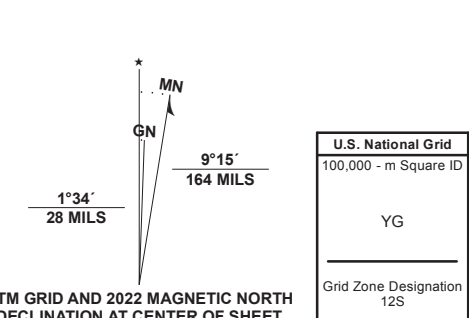 ★
MN
GN
9°15´
164 MILS
1°34´
28 MILS
TM GRID AND 2022 MAGNETIC NORTH
DECLINATION AT CENTER OF SHEET
U.S. National Grid
100,000 - m Square ID
YG
Grid Zone Designation
12S